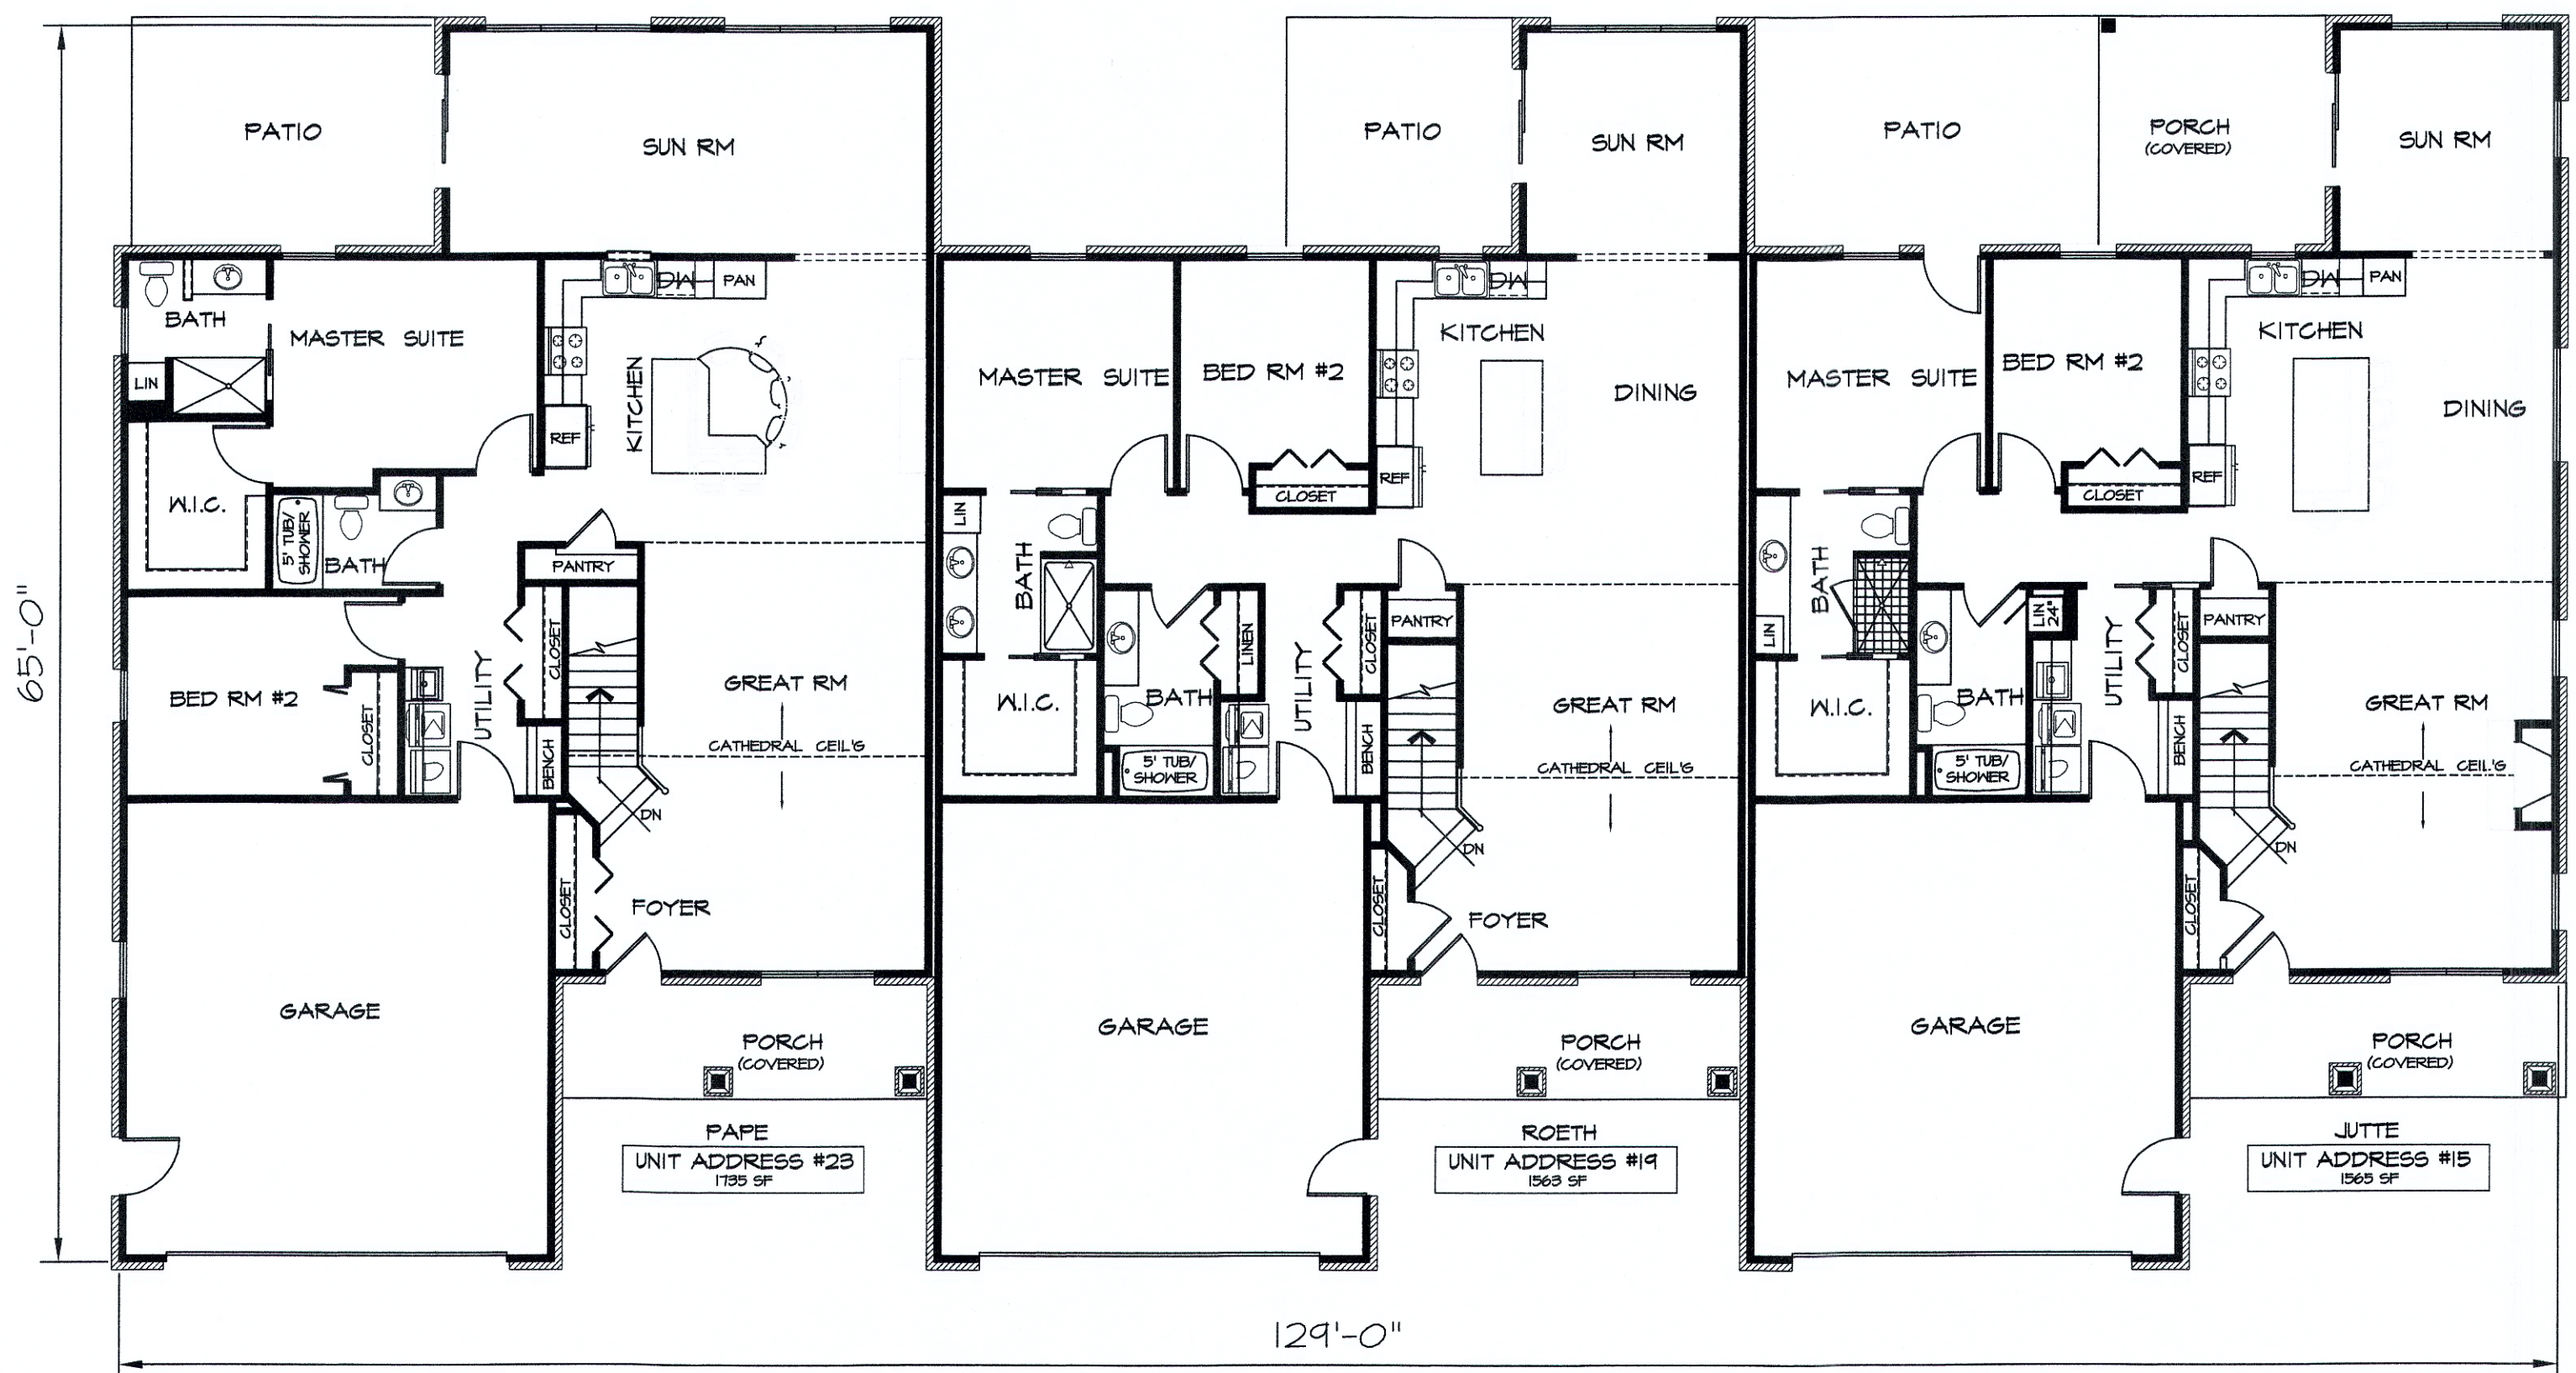 PATIO
SUN RM
BATH
MASTER SUITE
DW
PAN
LIN
KITCHEN
REF
W.I.C.
5' TUB/
SHOWER
BATH
PANTRY
BED RM #2
CLOSET
UTILITY
CLOSET
BENCH
GREAT RM
CATHEDRAL CEIL'G
DN
CLOSET
FOYER
GARAGE
PORCH
(COVERED)
PAPE
UNIT ADDRESS #23
1735 SF
PATIO
SUN RM
MASTER SUITE
BED RM #2
CLOSET
DW
KITCHEN
REF
DINING
LIN
BATH
W.I.C.
BATH
5' TUB/
SHOWER
LINEN
UTILITY
CLOSET
BENCH
PANTRY
GREAT RM
CATHEDRAL CEIL'G
DN
CLOSET
FOYER
GARAGE
PORCH
(COVERED)
ROETH
UNIT ADDRESS #19
1563 SF
PATIO
PORCH
(COVERED)
SUN RM
MASTER SUITE
BED RM #2
CLOSET
DW
PAN
KITCHEN
REF
DINING
BATH
LIN
W.I.C.
BATH
5' TUB/
SHOWER
LIN
24"
UTILITY
CLOSET
BENCH
PANTRY
GREAT RM
CATHEDRAL CEIL'G
DN
CLOSET
GARAGE
PORCH
(COVERED)
JUTTE
UNIT ADDRESS #15
1565 SF
65'-0"
129'-0"